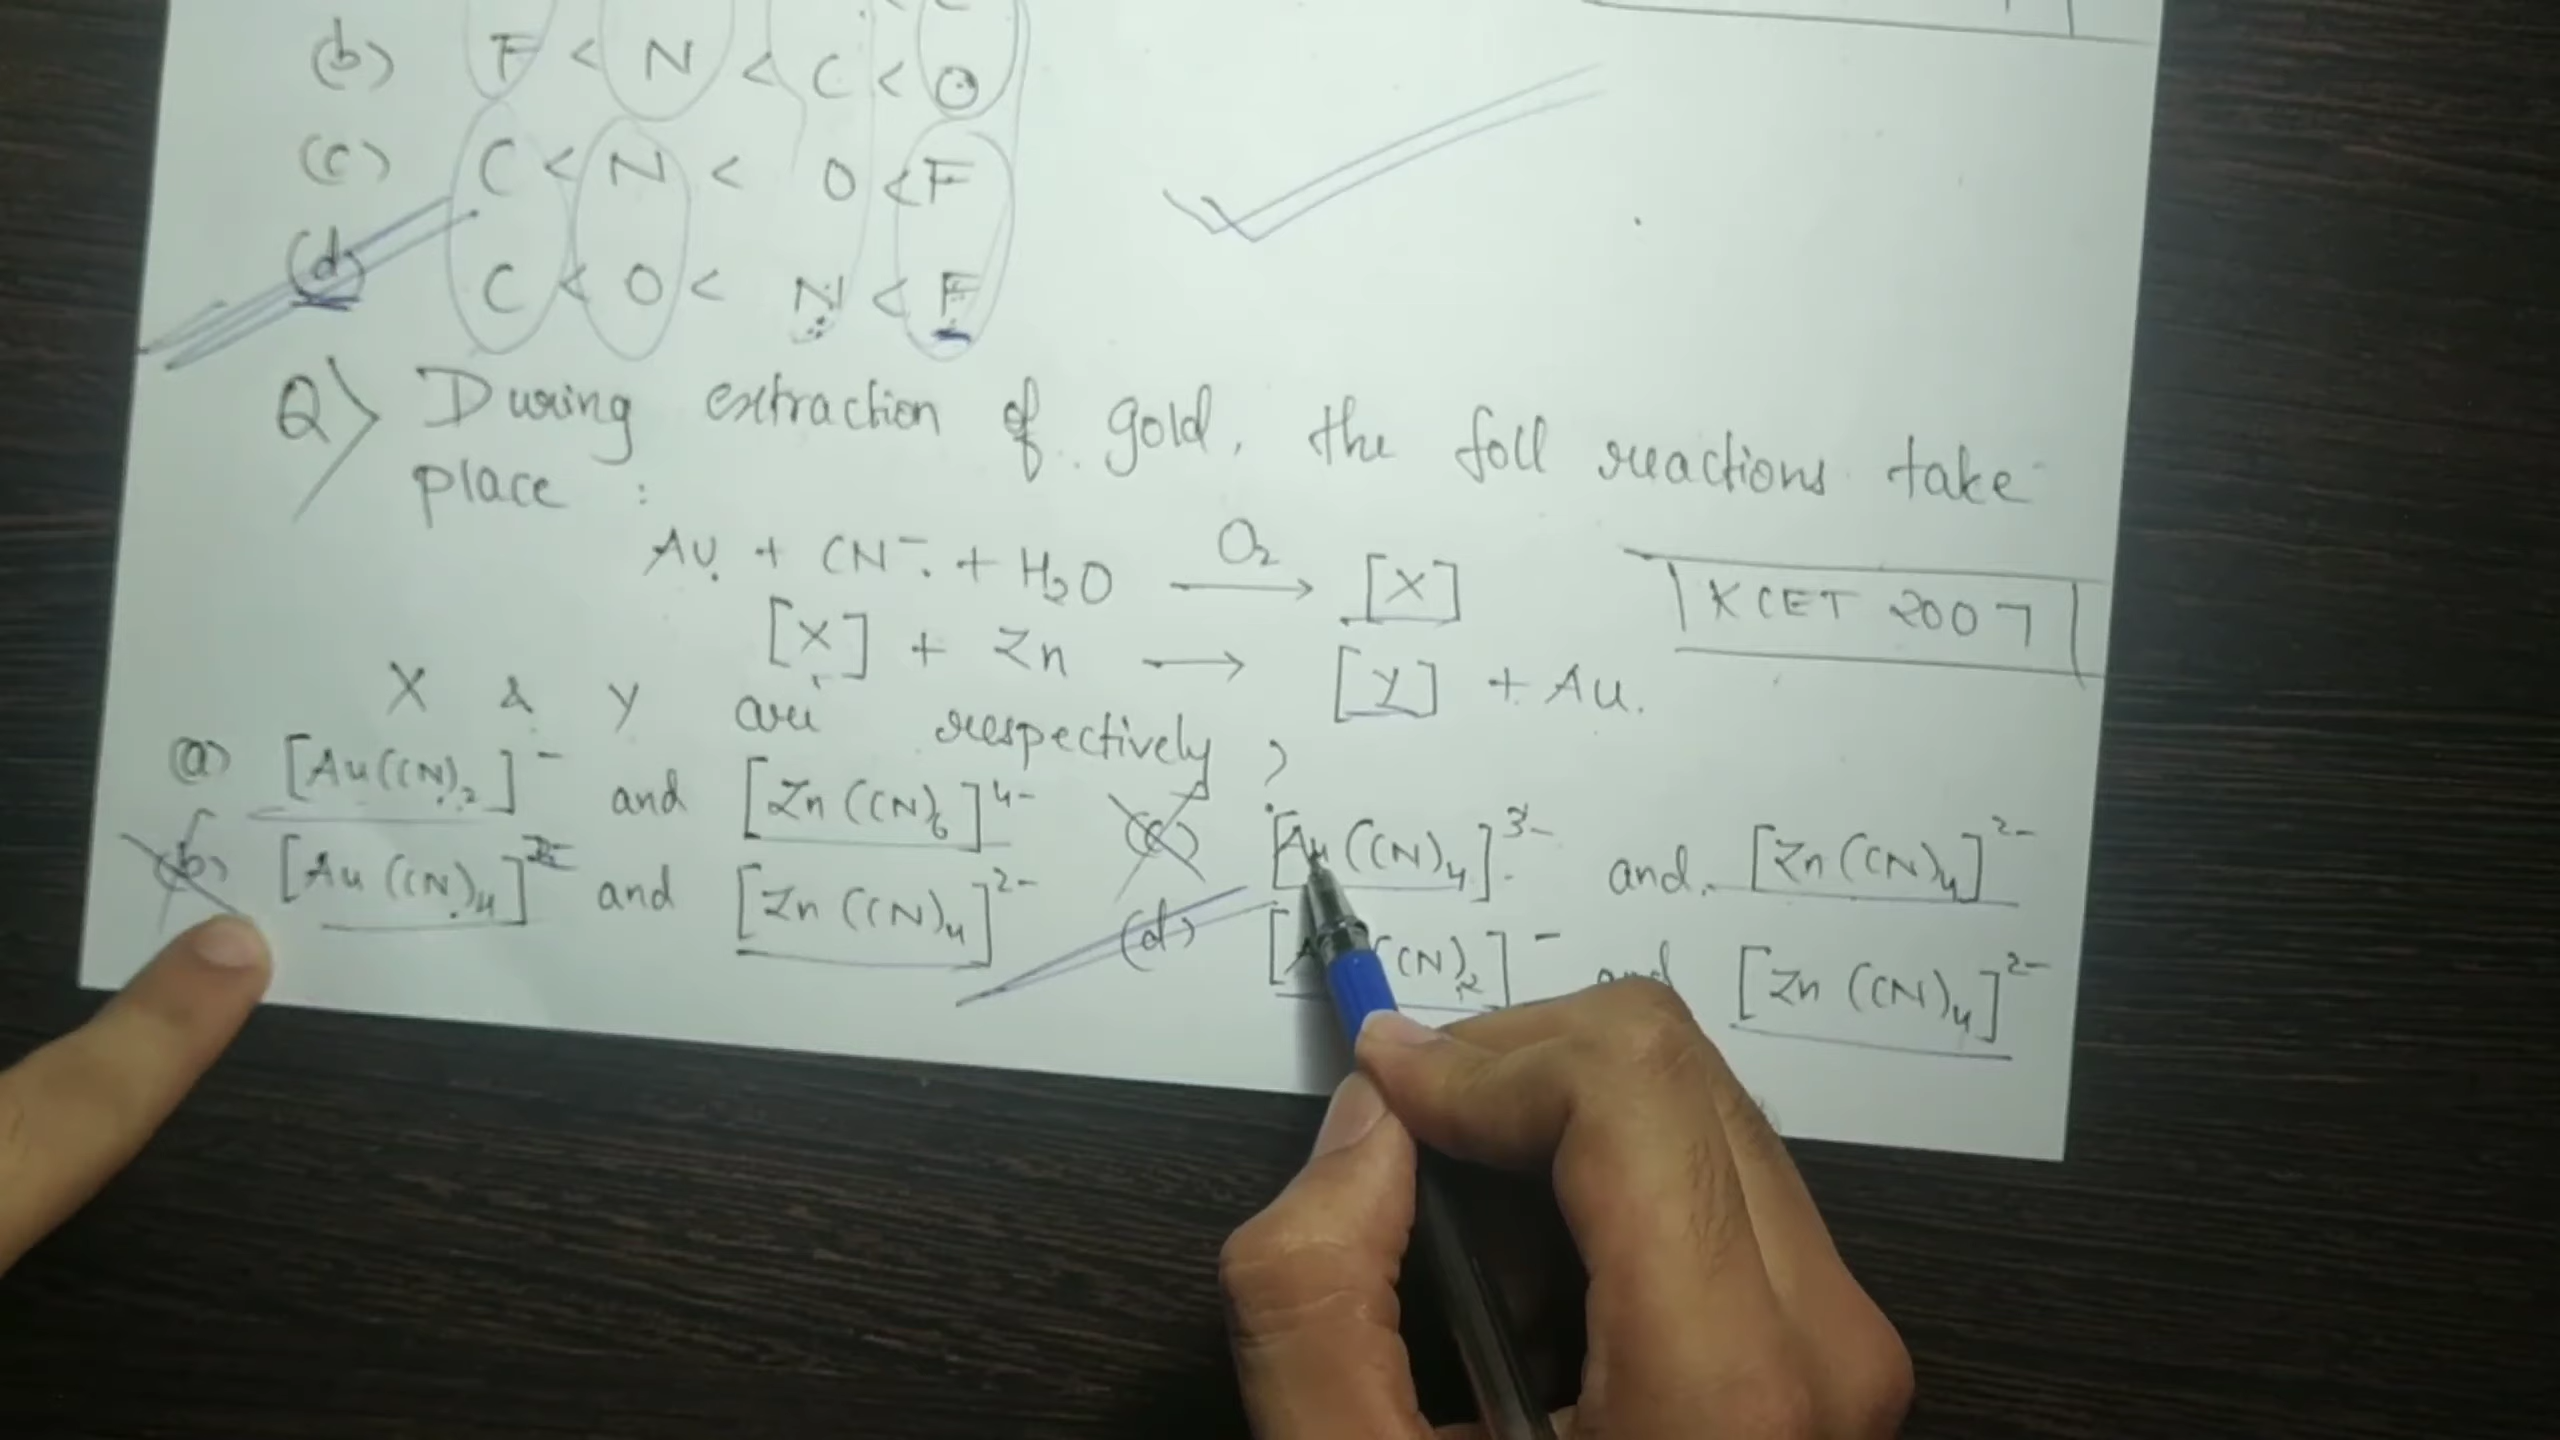 (b) F < N < C < O
(c) C < N < O < F
(d) C < O < N < F
Q) During extraction of gold, the foll reactions take
place :
Au + CN⁻ + H₂O —O₂→ [X]
[X] + Zn → [Y] + Au.
KCET 2007
X & Y are respectively,
(a) [Au(CN)₂]⁻ and [Zn(CN)₆]⁴⁻
(b) [Au(CN)₄] and [Zn(CN)₄]²⁻
(c) [Au(CN)₄]³⁻ and [Zn(CN)₄]²⁻
(d) [ (CN)₂]⁻ and [Zn(CN)₄]²⁻